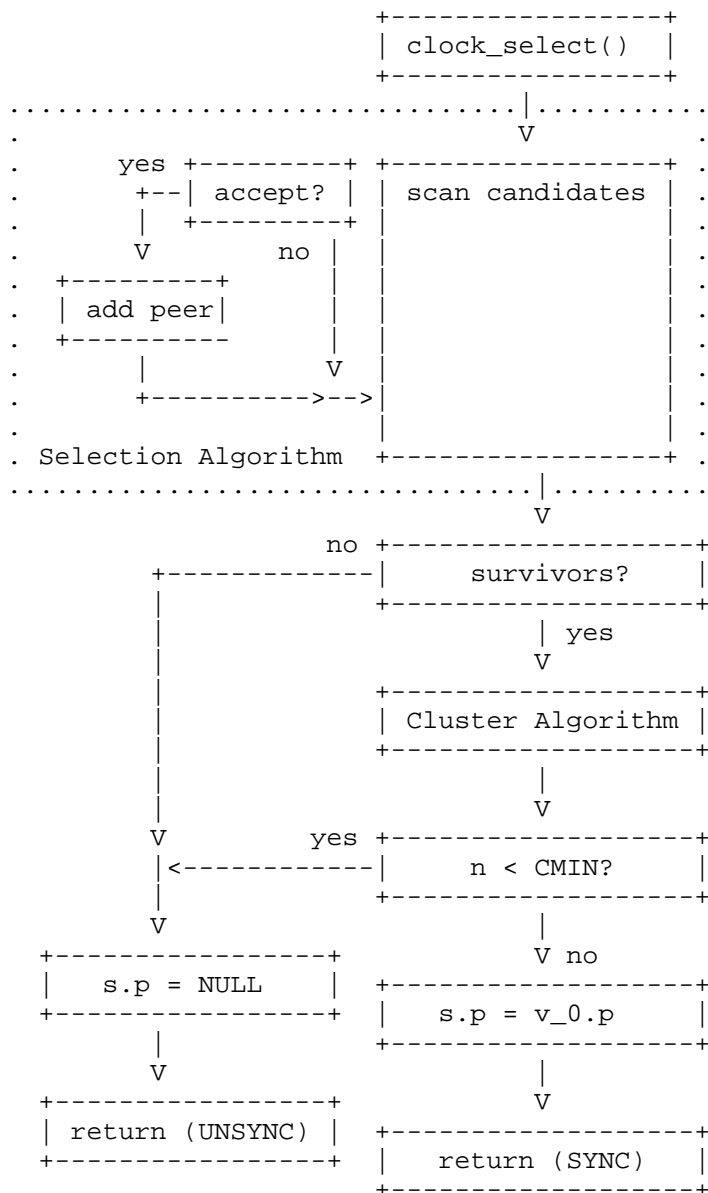 clock_select()
yes
accept?
scan candidates
no
add peer
Selection Algorithm
no
survivors?
yes
Cluster Algorithm
yes
n < CMIN?
no
s.p = NULL
s.p = v_0.p
return (UNSYNC)
return (SYNC)